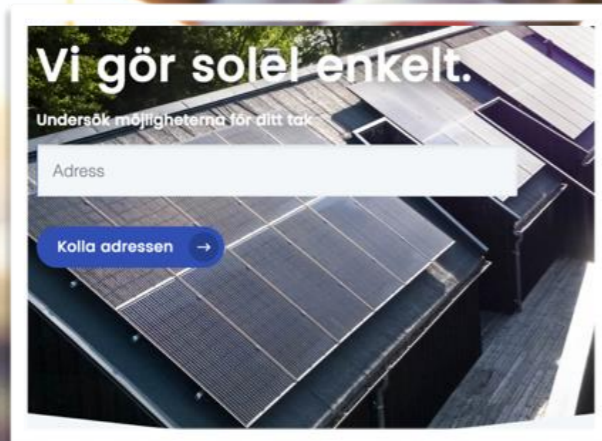 Vi gör solel enkelt.
Undersök möjligheterna för ditt tak
Adress
Kolla adressen →